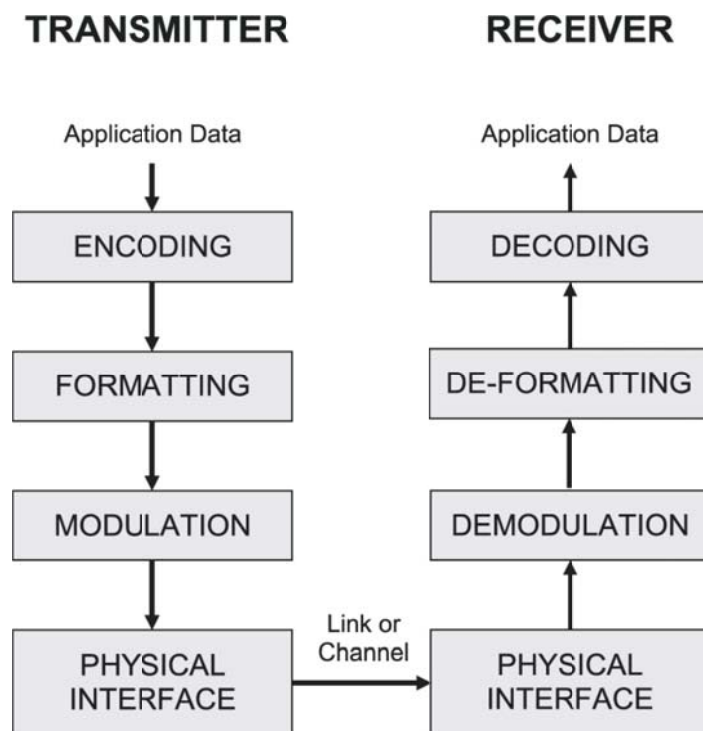 TRANSMITTER
RECEIVER
Application Data
Application Data
ENCODING
DECODING
FORMATTING
DE-FORMATTING
MODULATION
DEMODULATION
Link or
Channel
PHYSICAL
INTERFACE
PHYSICAL
INTERFACE